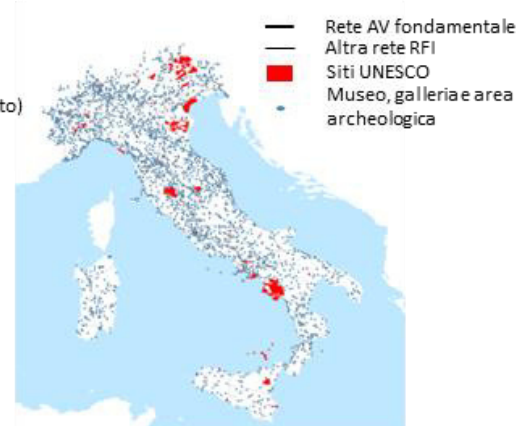 Rete AV fondamentale
Altra rete RFI
Siti UNESCO
Museo, galleria e area
archeologica
to)